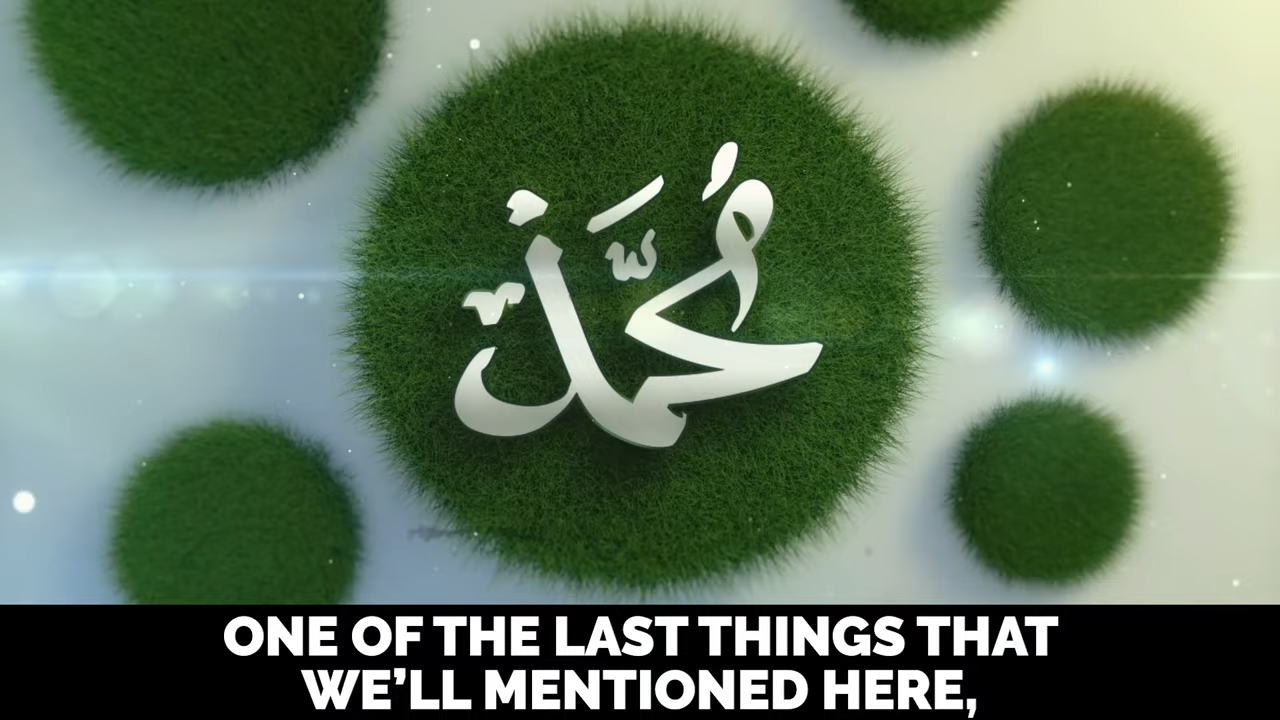 مُحَمَّد
ONE OF THE LAST THINGS THAT
WE’LL MENTIONED HERE,